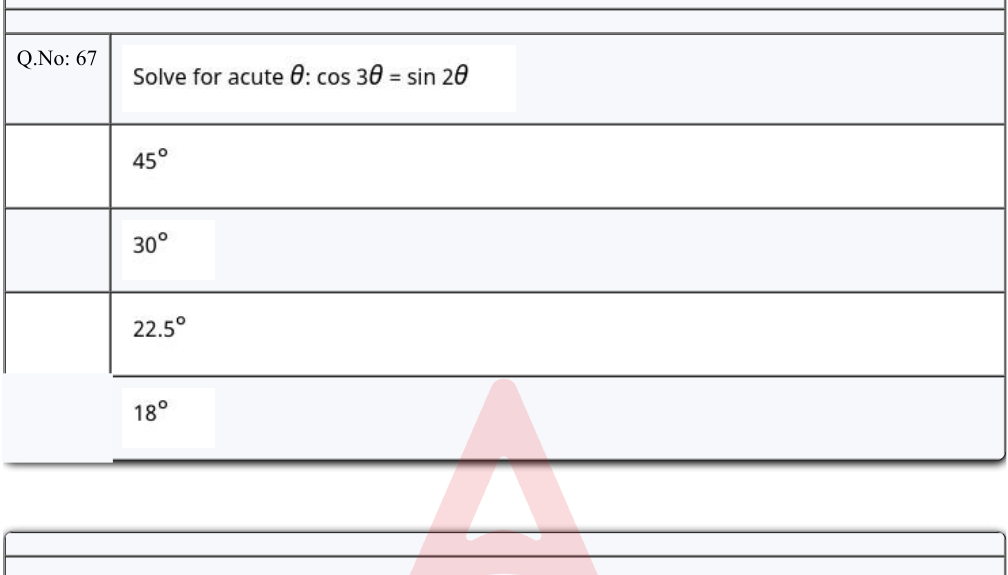 Q.No: 67
Solve for acute θ: cos 3θ = sin 2θ
45°
30°
22.5°
18°